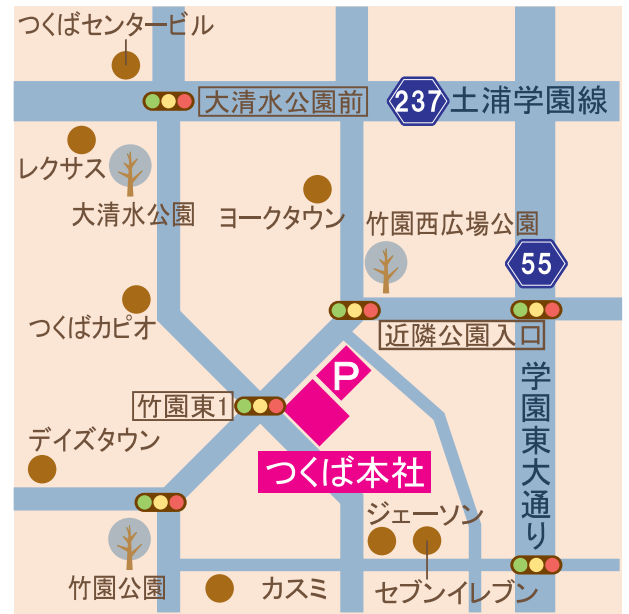 つくばセンタービル
大清水公園前
237
土浦学園線
レクサス
大清水公園
ヨークタウン
竹園西広場公園
55
つくばカピオ
近隣公園入口
P
竹園東1
学園東大通り
デイズタウン
つくば本社
ジェーソン
竹園公園
カスミ
セブンイレブン